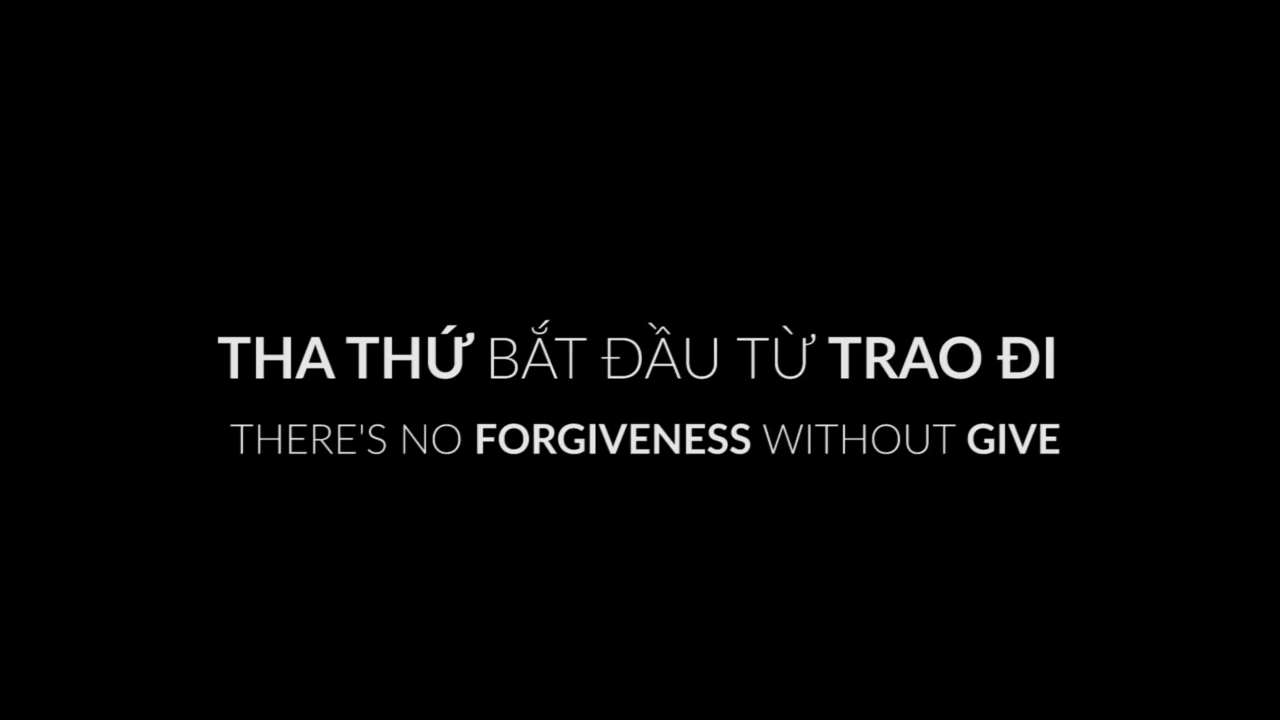 THA THỨ BẮT ĐẦU TỪ TRAO ĐI
THERE'S NO FORGIVENESS WITHOUT GIVE